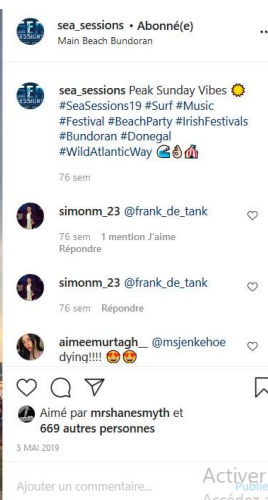 sea_sessions • Abonné(e)
Main Beach Bundoran
sea_sessions Peak Sunday Vibes 🌞
#SeaSessions19 #Surf #Music
#Festival #BeachParty #IrishFestivals
#Bundoran #Donegal
#WildAtlanticWay 🌊👌🏻🎪
76 sem
simonm_23 @frank_de_tank
76 sem 1 mention J'aime
Répondre
simonm_23 @frank_de_tank
76 sem Répondre
aimeemurtagh__ @msjenkehoe
dying!!!! 😍😍
Aimé par mrshanesmyth et
669 autres personnes
5 MAI 2019
Ajouter un commentaire...
Activer
Publie